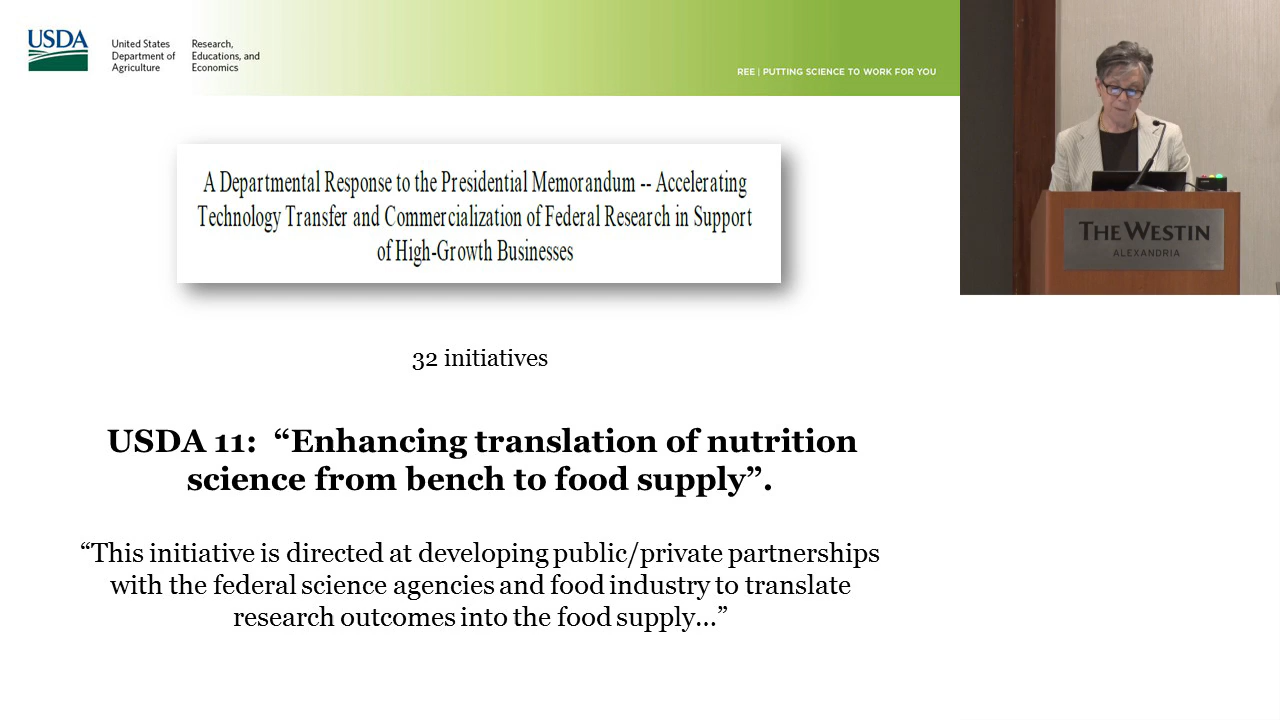 USDA
United States
Department of
Agriculture
Research,
Educations, and
Economics
REE | PUTTING SCIENCE TO WORK FOR YOU
A Departmental Response to the Presidential Memorandum -- Accelerating
Technology Transfer and Commercialization of Federal Research in Support
of High-Growth Businesses
32 initiatives
USDA 11: “Enhancing translation of nutrition
science from bench to food supply”.
“This initiative is directed at developing public/private partnerships
with the federal science agencies and food industry to translate
research outcomes into the food supply...”
THE WESTIN
ALEXANDRIA